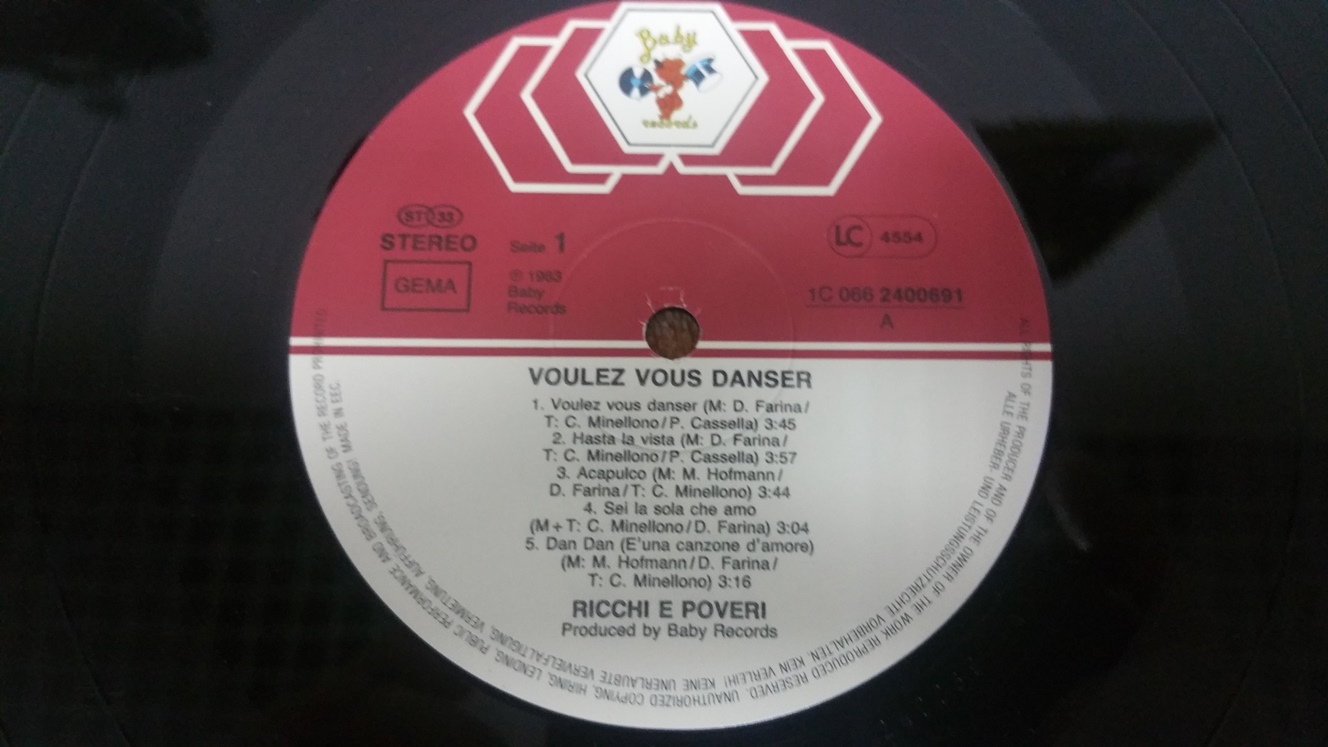 Baby
records
ST 33
STEREO
GEMA
Seite 1
℗ 1983
Baby
Records
LC 4554
1C 066 2400691
A
VOULEZ VOUS DANSER
1. Voulez vous danser (M: D. Farina/
T: C. Minellono/P. Cassella) 3:45
2. Hasta la vista (M: D. Farina/
T: C. Minellono/P. Cassella) 3:57
3. Acapulco (M: M. Hofmann/
D. Farina/T: C. Minellono) 3:44
4. Sei la sola che amo
(M+T: C. Minellono/D. Farina) 3:04
5. Dan Dan (E'una canzone d'amore)
(M: M. Hofmann/D. Farina/
T: C. Minellono) 3:16
RICCHI E POVERI
Produced by Baby Records
ALL RIGHTS OF THE PRODUCER AND OF THE OWNER OF THE WORK REPRODUCED RESERVED. UNAUTHORIZED COPYING, HIRING, LENDING, PUBLIC PERFORMANCE AND BROADCASTING OF THE RECORD PROHIBITED
ALLE URHEBER- UND LEISTUNGSSCHUTZRECHTE VORBEHALTEN. KEIN VERLEIH! KEINE UNERLAUBTE VERVIELFÄLTIGUNG, VERMIETUNG, AUFFÜHRUNG, SENDUNG! MADE IN EEC.